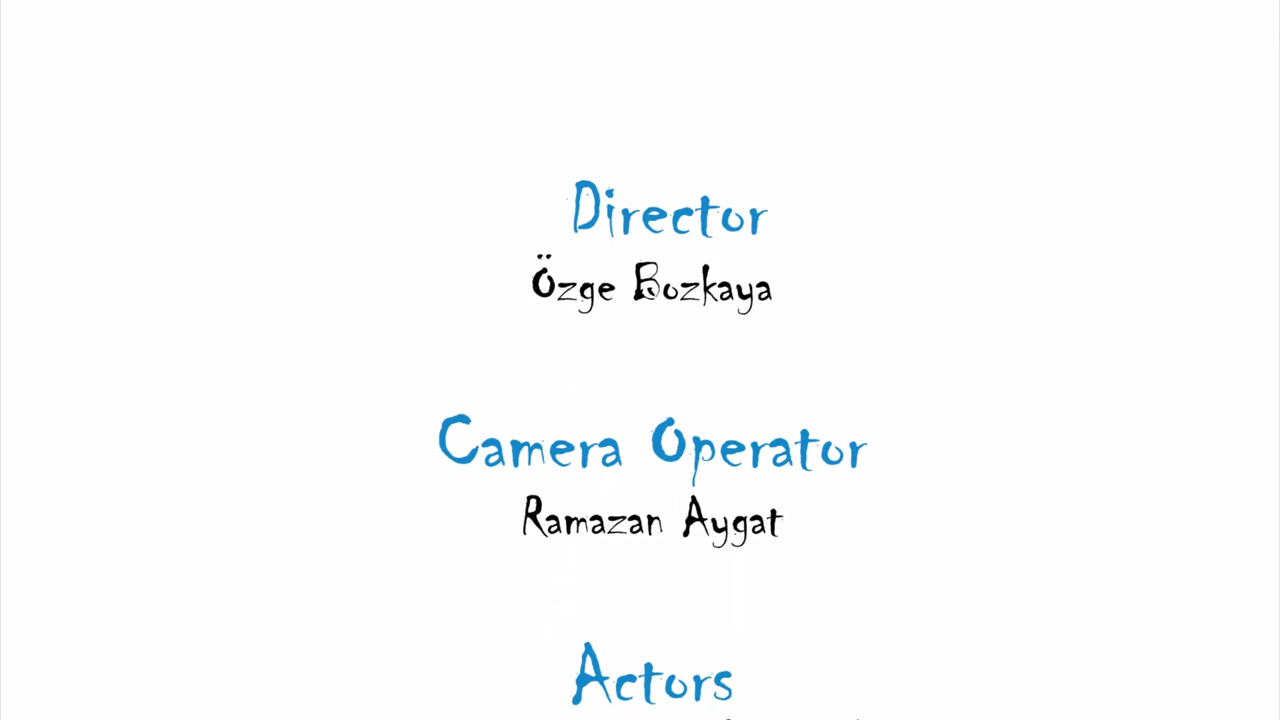 Director
Özge Bozkaya
Camera Operator
Ramazan Aygat
Actors